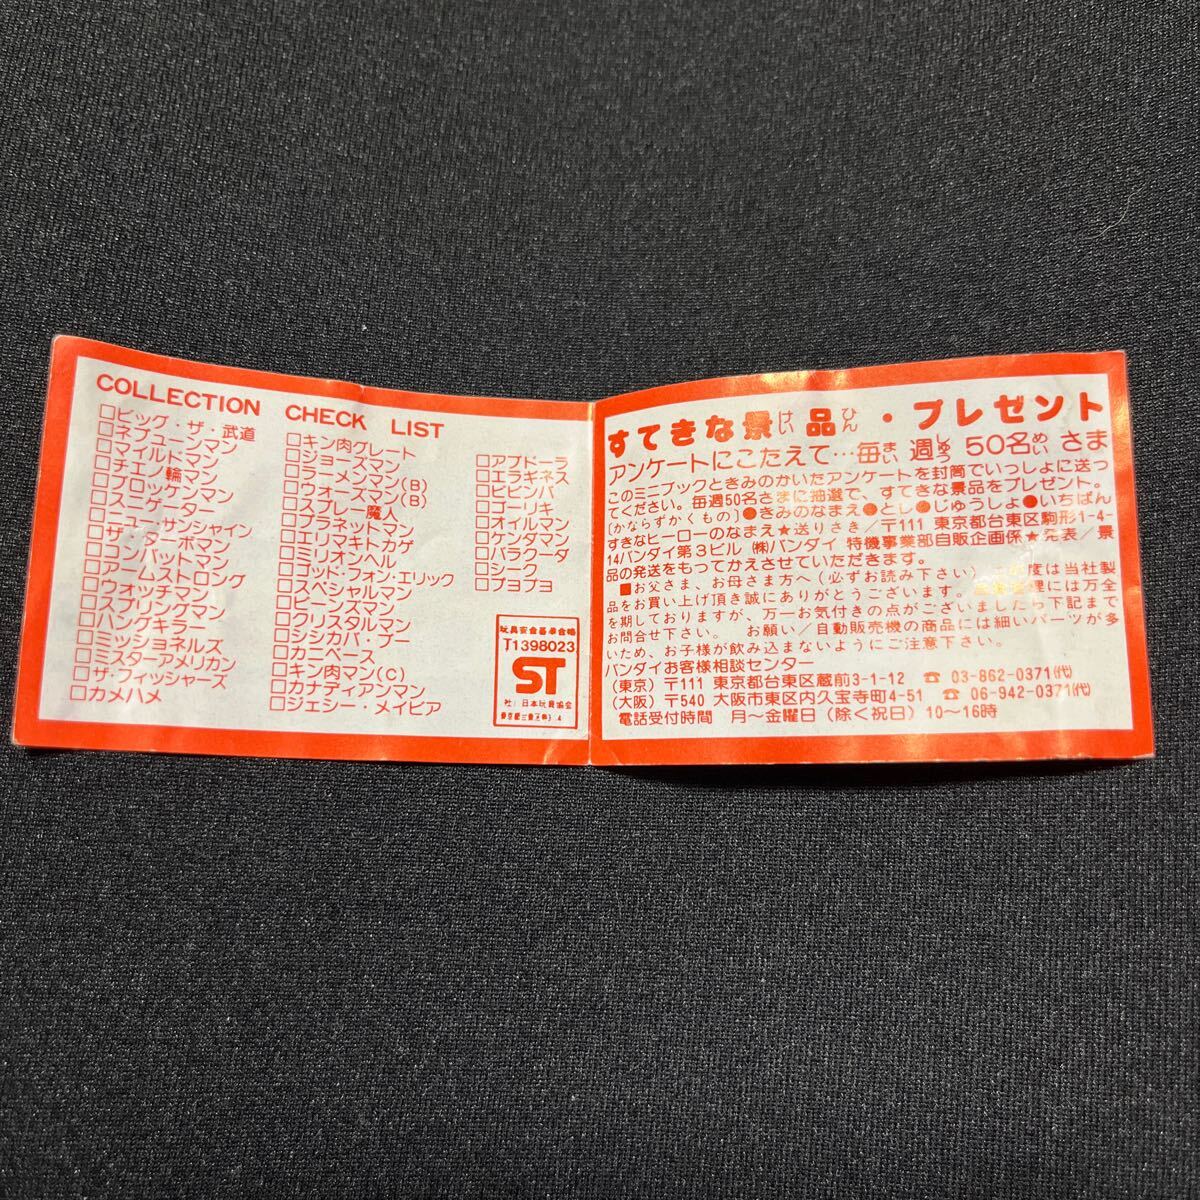 COLLECTION CHECK LIST
□ビッグ・ザ・武道
□ネプューンマン
□マイルドマン
□チエの輪マン
□ブロッケンマン
□スニゲーター
□ニュー・サンシャイン
□ザ・ターボマン
□コンバットマン
□アームストロング
□ウォッチマン
□スプリングマン
□ハングキラー
□ミッショネルズ
□ミスターアメリカン
□ザ・フィッシャーズ
□カメハメ
□キン肉グレート
□ジョーズマン
□ラーメンマン(B)
□ウォーズマン(B)
□スプレー魔人
□プラネットマン
□エリマキトカゲ
□ミリオンヘル
□ゴッド・フォン・エリック
□スペシャルマン
□ビーンズマン
□クリスタルマン
□シシカバ・ブー
□カーペース
□キン肉マン(C)
□カナディアンマン
□ジェシー・メイビア
□アブドーラ
□エラギネス
□ビビンバ
□ゴーリキ
□オイルマン
□ケンダマン
□バラクーダ
□シーク
□プヨプヨ
玩具安全基準合格
T1398023
ST
社）日本玩具協会
すてきな景品・プレゼント
けい ひん
アンケートにこたえて…毎週50名さま
まい しゅう めい
このミニブックときみのかいたアンケートを封筒でいっしょに送っ
てください。毎週50名さまに抽選で、すてきな景品をプレゼント。
〔かならずかくもの〕●きみのなまえ●とし●じゅうしょ●いちばん
すきなヒーローのなまえ★送りさき／〒111 東京都台東区駒形1-4-
14バンダイ第3ビル ㈱バンダイ 特機事業部自販企画係★発表／景
品の発送をもってかえさせていただきます。
■お父さま、お母さま方へ(必ずお読み下さい) 度は当社製
品をお買い上げ頂き誠にありがとうございます。 理には万全
を期しておりますが、万一お気付きの点がございましたら下記まで
お問合せ下さい。 お願い／自動販売機の商品には細いパーツが多
いため、お子様が飲み込まないようにご注意下さい。
バンダイお客様相談センター
(東京) 〒111 東京都台東区蔵前3-1-12 ☎ 03-862-0371(代)
(大阪) 〒540 大阪市東区内久宝寺町4-51 ☎ 06-942-0371(代)
電話受付時間 月～金曜日(除く祝日)10～16時